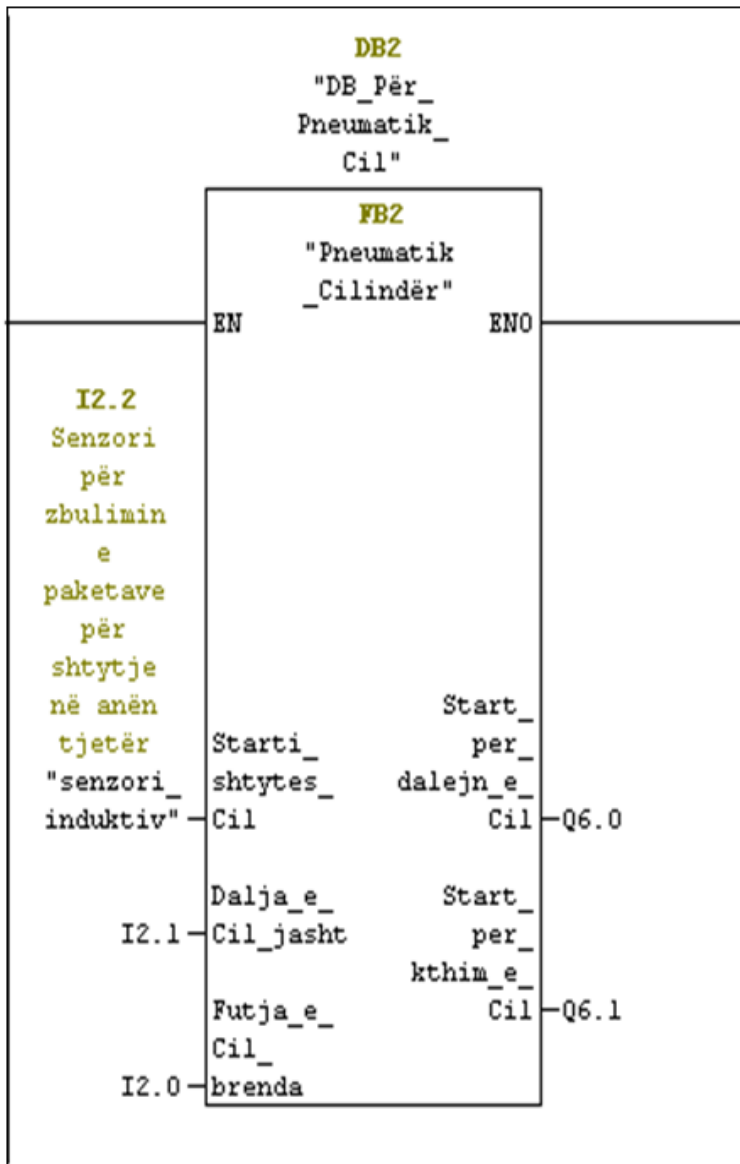 DB2
"DB_Për_
Pneumatik_
Cil"
FB2
"Pneumatik
_Cilindër"
EN
ENO
I2.2
Senzori
për
zbulimin
e
paketave
për
shtytje
në anën
tjetër
"senzori_
induktiv"
Starti_
shtytes_
Cil
Start_
per_
dalejn_e_
Cil
Q6.0
I2.1
Dalja_e_
Cil_jasht
Start_
per_
kthim_e_
Cil
Q6.1
I2.0
Futja_e_
Cil_
brenda